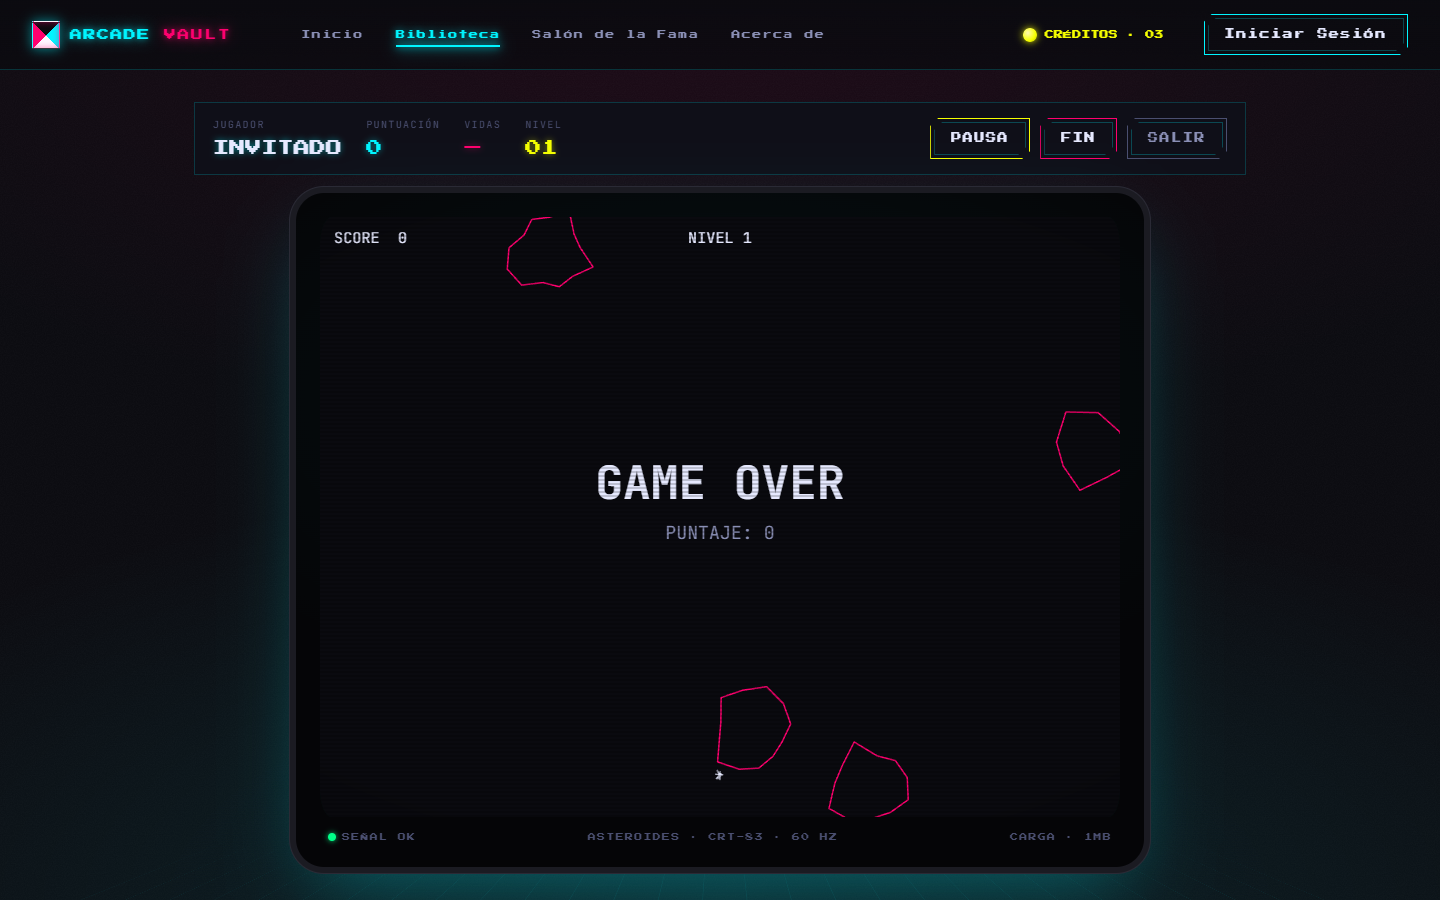 ARCADE VAULT
Inicio
Biblioteca
Salón de la Fama
Acerca de
CRéDITOS · 03
Iniciar Sesión
JUGADOR
INVITADO
PUNTUACIÓN
0
VIDAS
—
NIVEL
01
PAUSA
FIN
SALIR
SCORE 0
NIVEL 1
GAME OVER
PUNTAJE: 0
SEñAL OK
ASTEROIDES · CRT-83 · 60 HZ
CARGA · 1MB